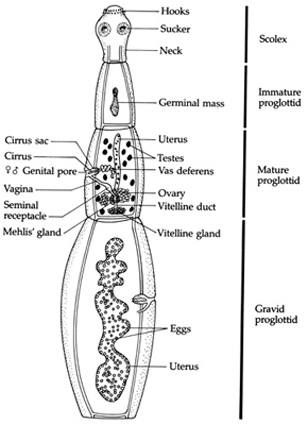 Hooks
Sucker
Neck
Scolex
Germinal mass
Immature
proglottid
Cirrus sac
Cirrus
♀♂ Genital pore
Vagina
Seminal
receptacle
Mehlis' gland
Uterus
Testes
Vas deferens
Ovary
Vitelline duct
Vitelline gland
Mature
proglottid
Eggs
Uterus
Gravid
proglottid